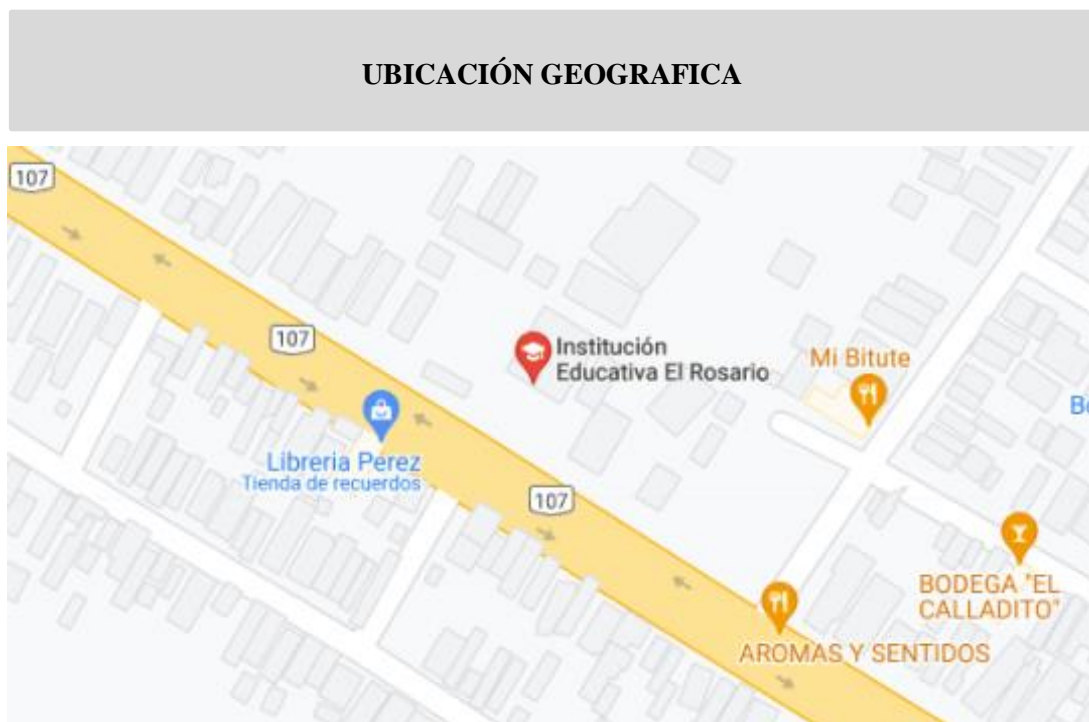 UBICACIÓN GEOGRAFICA
107
107
Institución
Educativa El Rosario
Mi Bitute
Libreria Perez
Tienda de recuerdos
107
BODEGA "EL
CALLADITO"
AROMAS Y SENTIDOS